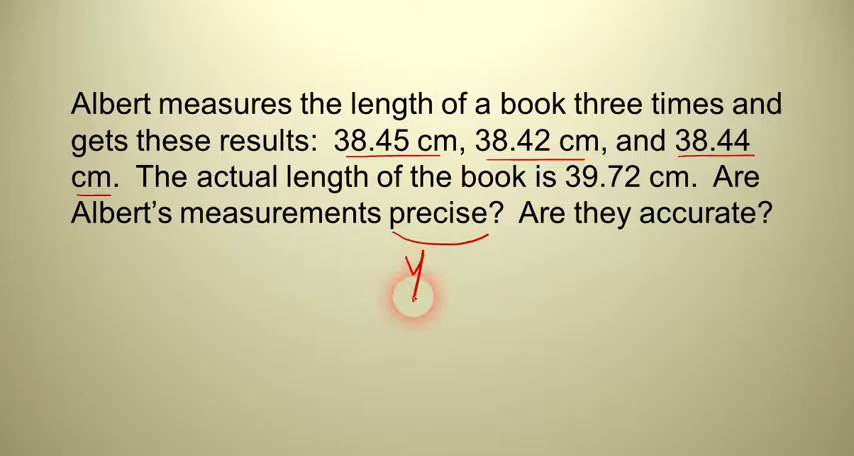 Albert measures the length of a book three times and
gets these results:  38.45 cm, 38.42 cm, and 38.44
cm.  The actual length of the book is 39.72 cm.  Are
Albert’s measurements precise?  Are they accurate?
y